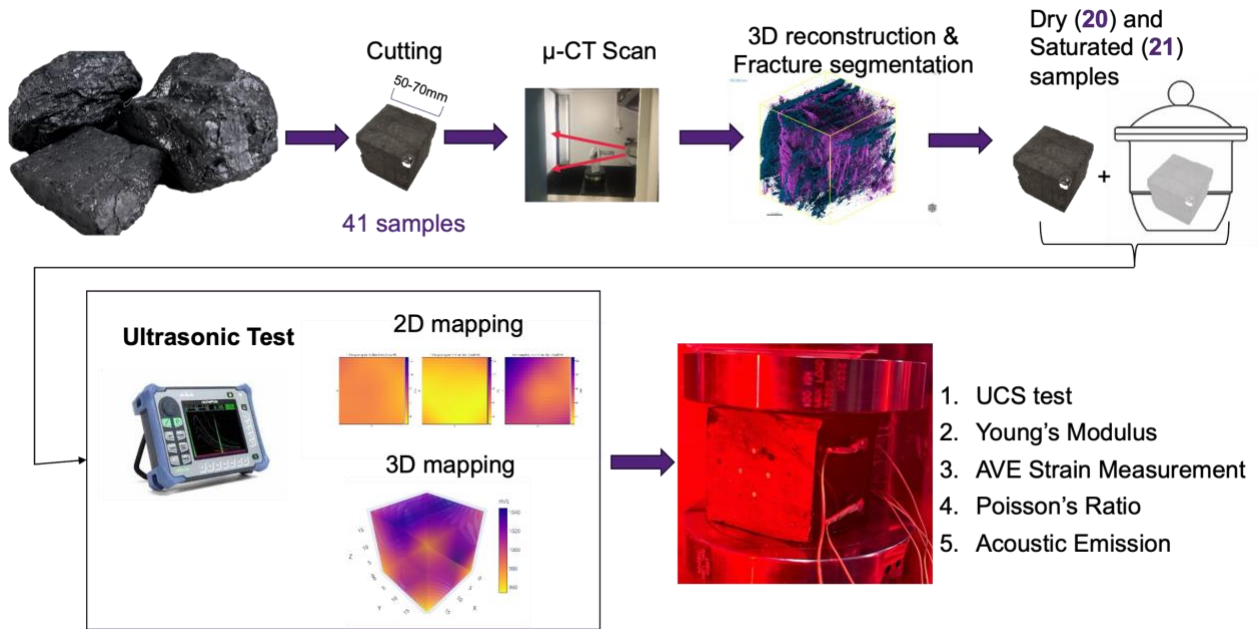 Cutting
50-70mm
41 samples
μ-CT Scan
3D reconstruction &
Fracture segmentation
Dry (20) and
Saturated (21)
samples
+
Ultrasonic Test
OLYMPUS
2D mapping
3D mapping
m/s
Z
Y
X
1. UCS test
2. Young's Modulus
3. AVE Strain Measurement
4. Poisson's Ratio
5. Acoustic Emission